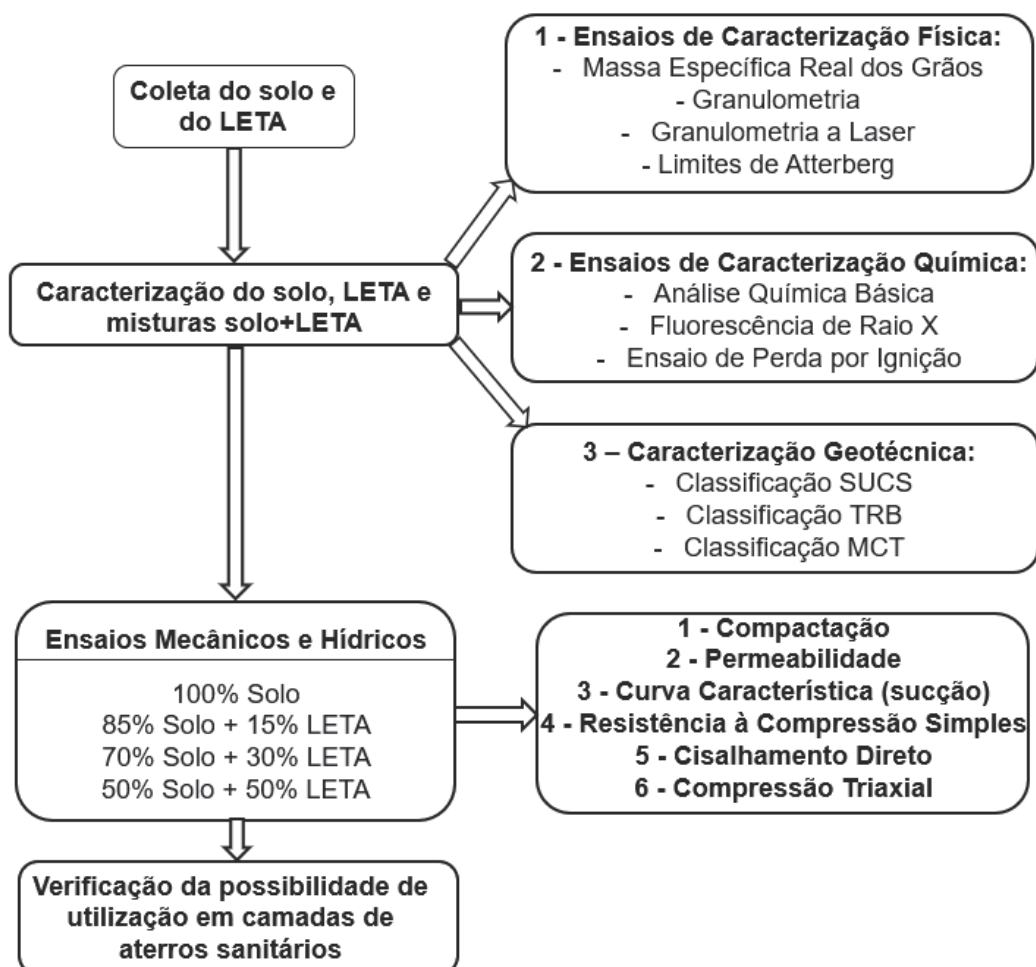 Coleta do solo e
do LETA
1 - Ensaios de Caracterização Física:
- Massa Específica Real dos Grãos
- Granulometria
- Granulometria a Laser
- Limites de Atterberg
Caracterização do solo, LETA e
misturas solo+LETA
2 - Ensaios de Caracterização Química:
- Análise Química Básica
- Fluorescência de Raio X
- Ensaio de Perda por Ignição
3 – Caracterização Geotécnica:
- Classificação SUCS
- Classificação TRB
- Classificação MCT
Ensaios Mecânicos e Hídricos
100% Solo
85% Solo + 15% LETA
70% Solo + 30% LETA
50% Solo + 50% LETA
1 - Compactação
2 - Permeabilidade
3 - Curva Característica (sucção)
4 - Resistência à Compressão Simples
5 - Cisalhamento Direto
6 - Compressão Triaxial
Verificação da possibilidade de
utilização em camadas de
aterros sanitários